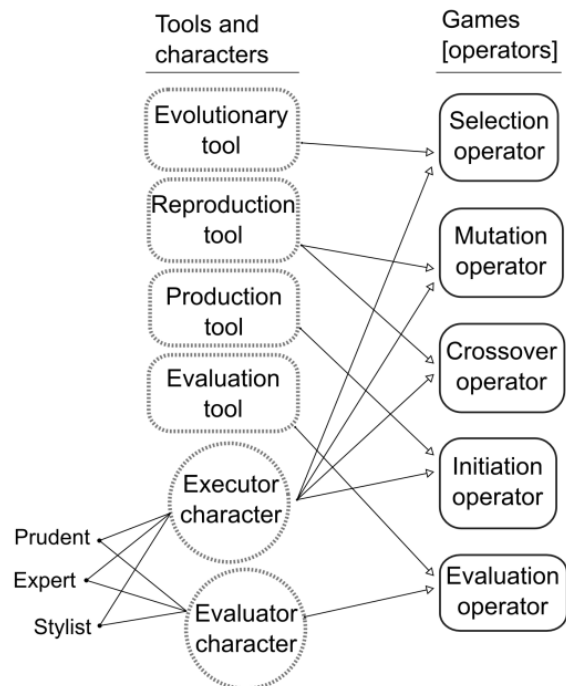 Tools and
characters
Games
[operators]
Evolutionary
tool
Reproduction
tool
Production
tool
Evaluation
tool
Executor
character
Evaluator
character
Prudent
Expert
Stylist
Selection
operator
Mutation
operator
Crossover
operator
Initiation
operator
Evaluation
operator